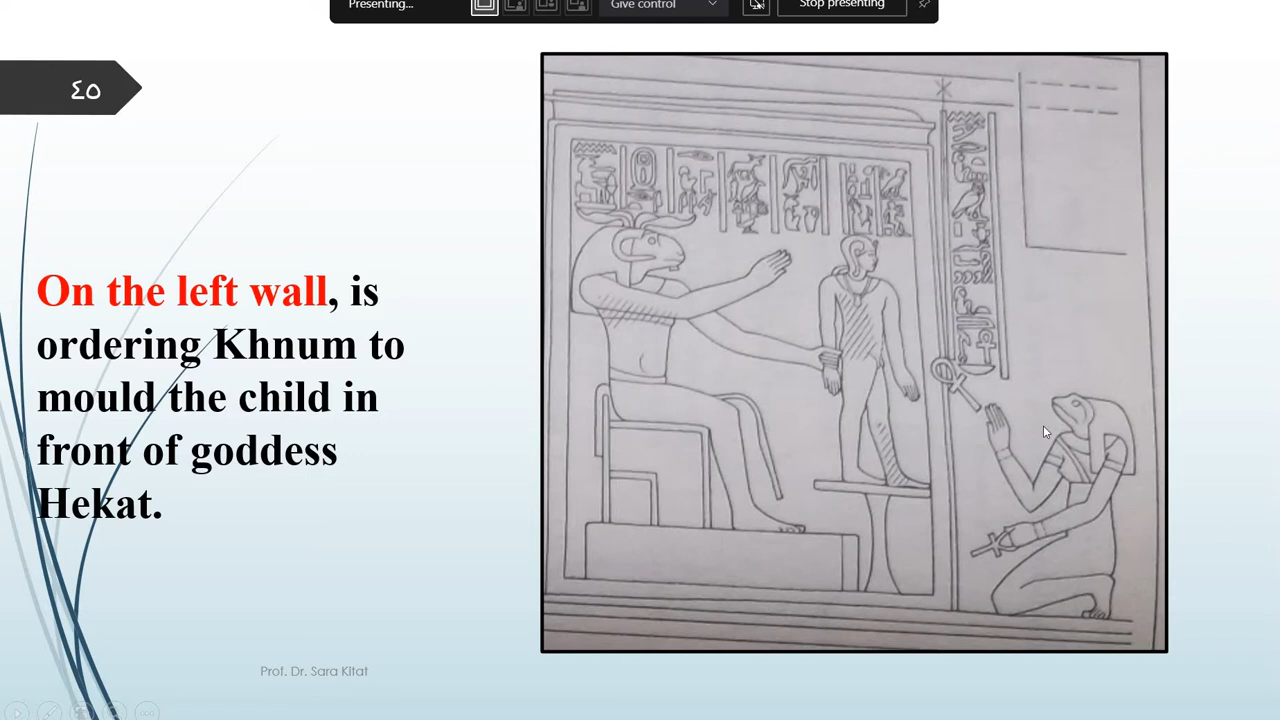 Presenting...
Give control
Stop presenting
٤٥
On the left wall, is
ordering Khnum to
mould the child in
front of goddess
Hekat.
Prof. Dr. Sara Kitat